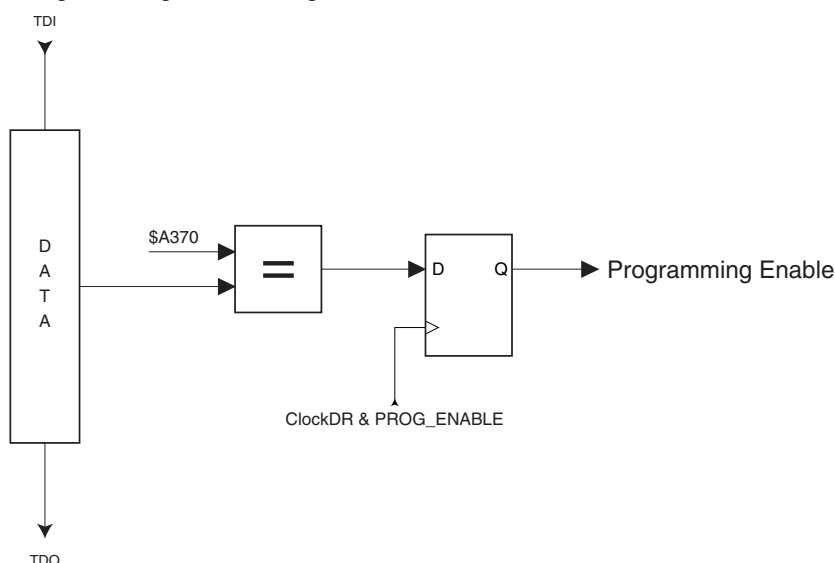 TDI
D
A
T
A
$A370
=
D
Q
Programming Enable
ClockDR & PROG_ENABLE
TDO